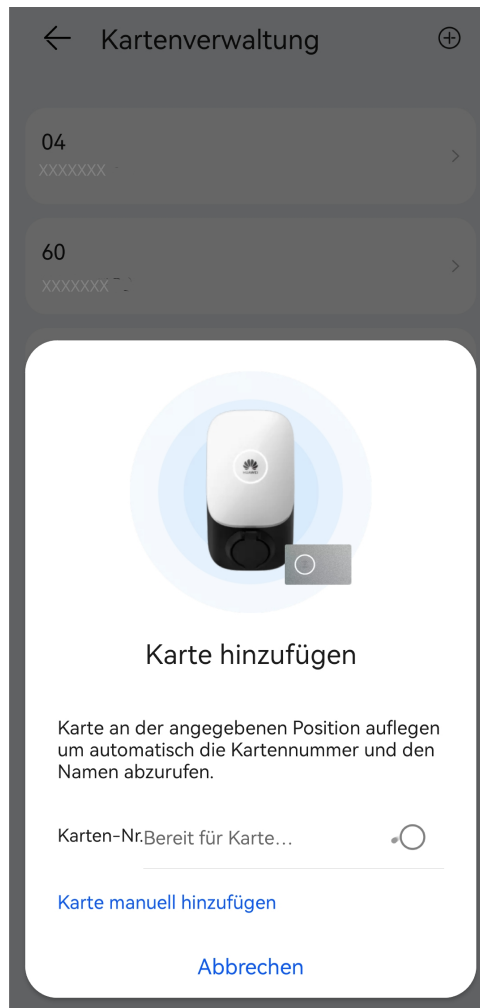 Kartenverwaltung
04
XXXXXXX
60
XXXXXXX
HUAWEI
Karte hinzufügen
Karte an der angegebenen Position auflegen
um automatisch die Kartennummer und den
Namen abzurufen.
Karten-Nr. Bereit für Karte...
Karte manuell hinzufügen
Abbrechen